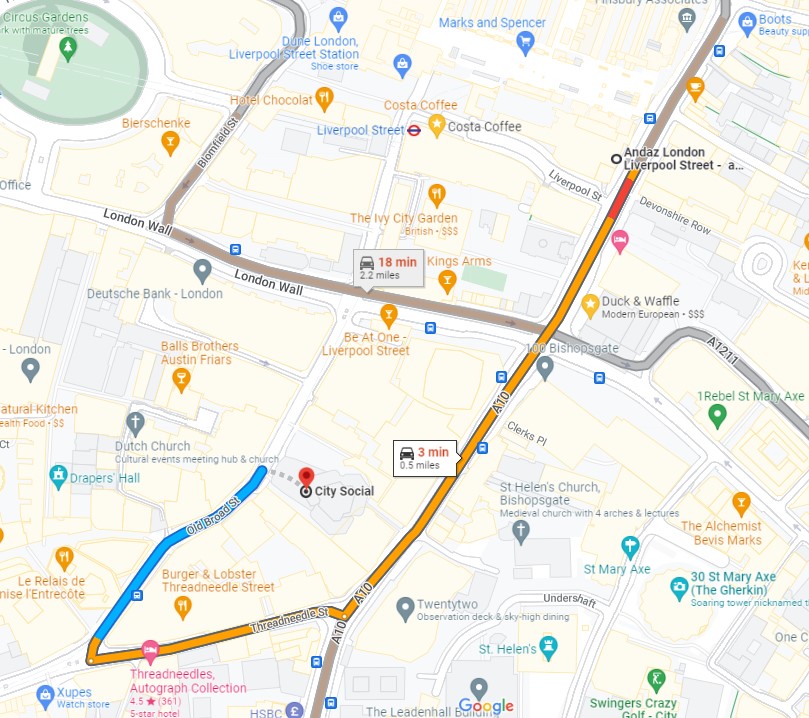 Circus Gardens
rk with mature trees
Dune London,
Liverpool Street Station
Shoe store
Marks and Spencer
Finsbury Associates
Boots
Beauty sup
Hotel Chocolat
Bierschenke
Blomfield St
Costa Coffee
Liverpool Street
Costa Coffee
Andaz London
Liverpool Street - a...
Office
Liverpool St
Devonshire Row
London Wall
The Ivy City Garden
British • $$$
18 min
2.2 miles
Kings Arms
London Wall
Deutsche Bank - London
Duck & Waffle
Modern European • $$$
Be At One -
Liverpool Street
100 Bishopsgate
A1211
- London
Balls Brothers
Austin Friars
1Rebel St Mary Axe
A10
atural Kitchen
ealth Food • $$
Ct
Dutch Church
Cultural events meeting hub & church
Clerks Pl
3 min
0.5 miles
Drapers' Hall
City Social
St Helen's Church,
Bishopsgate
Medieval church with 4 arches & lectures
Old Broad St
The Alchemist
Bevis Marks
St Mary Axe
Le Relais de
nise l'Entrecôte
Burger & Lobster
Threadneedle Street
30 St Mary Axe
(The Gherkin)
Soaring tower nicknamed th
A10
Undershaft
Twentytwo
Observation deck & sky-high dining
Threadneedle St
A10
One C
St. Helen's
Threadneedles,
Autograph Collection
4.5 ★ (361)
5-star hotel
Xupes
Watch store
HSBC
The Leadenhall Building
Google
Swingers Crazy
Golf - City